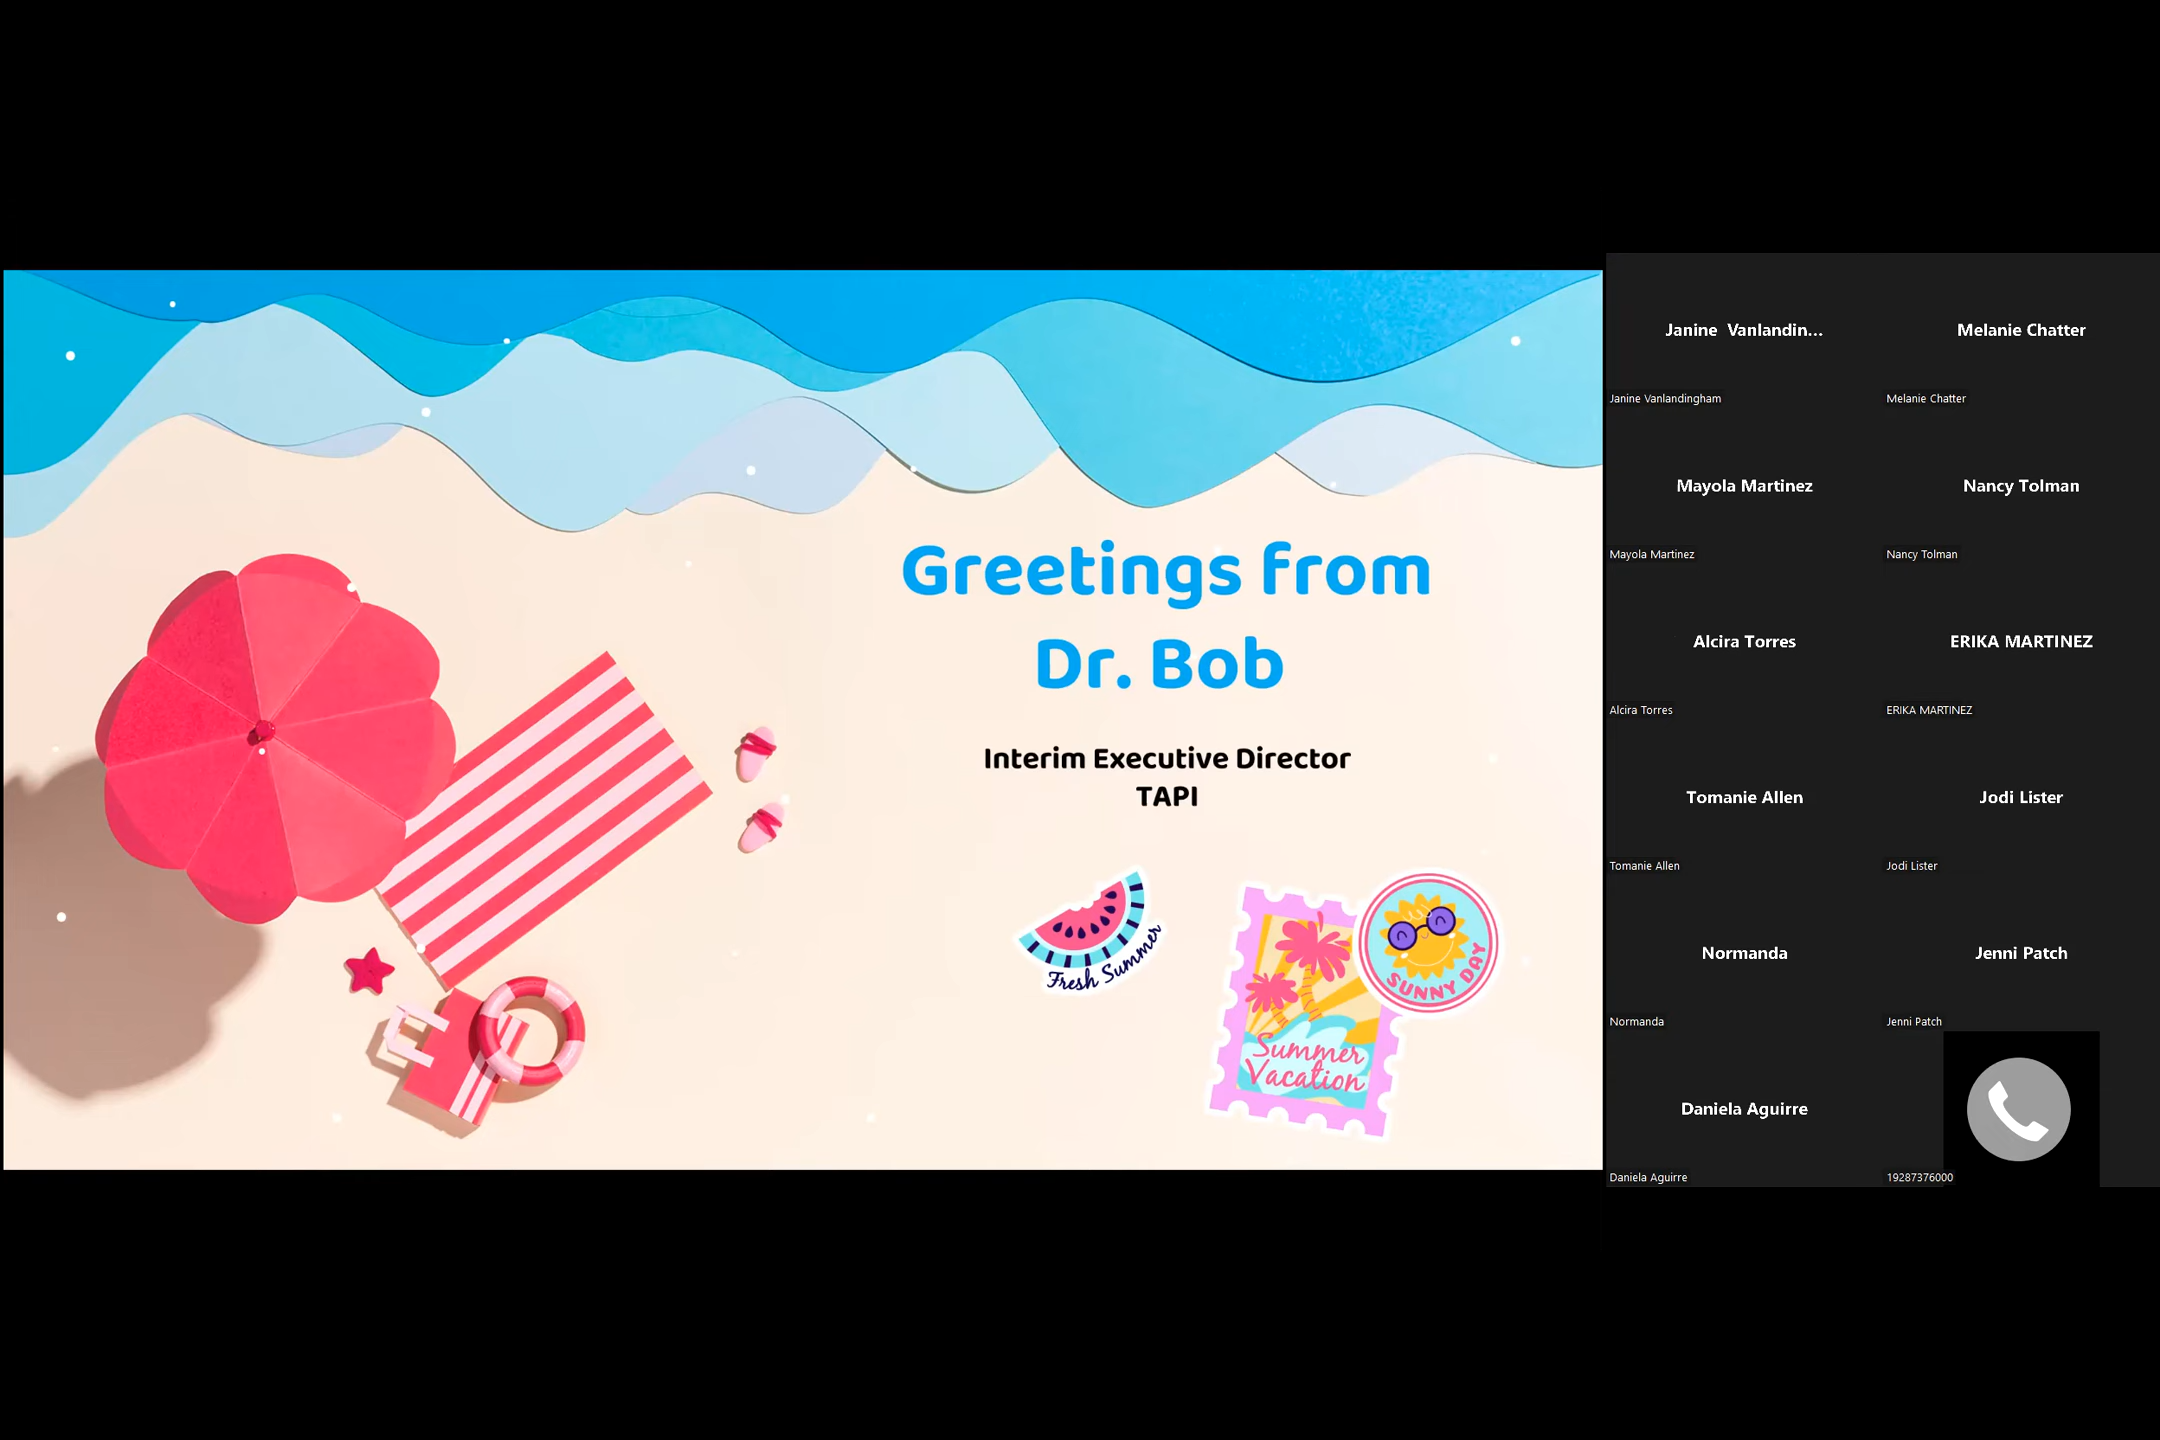 Greetings from
Dr. Bob
Interim Executive Director
TAPI
Fresh Summer
SUNNY DAY
Summer
Vacation
Janine Vanlandin...
Janine Vanlandingham
Melanie Chatter
Melanie Chatter
Mayola Martinez
Mayola Martinez
Nancy Tolman
Nancy Tolman
Alcira Torres
Alcira Torres
ERIKA MARTINEZ
ERIKA MARTINEZ
Tomanie Allen
Tomanie Allen
Jodi Lister
Jodi Lister
Normanda
Normanda
Jenni Patch
Jenni Patch
Daniela Aguirre
Daniela Aguirre
19287376000